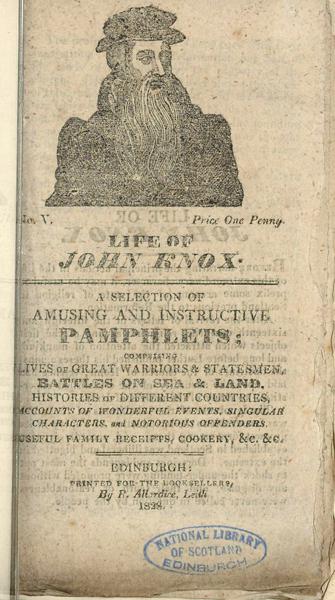 No. V.
Price One Penny.
LIFE OF
JOHN KNOX.
A SELECTION OF
AMUSING AND INSTRUCTIVE
PAMPHLETS;
COMPRISING
LIVES OF GREAT WARRIORS & STATESMEN,
BATTLES ON SEA & LAND,
HISTORIES OF DIFFERENT COUNTRIES,
ACCOUNTS OF WONDERFUL EVENTS, SINGULAR
CHARACTERS, and NOTORIOUS OFFENDERS.
USEFUL FAMILY RECEIPTS, COOKERY, &c. &c.
EDINBURGH:
PRINTED FOR THE BOOKSELLERS,
By R. Allardice, Leith
1828.
NATIONAL LIBRARY
OF SCOTLAND
EDINBURGH